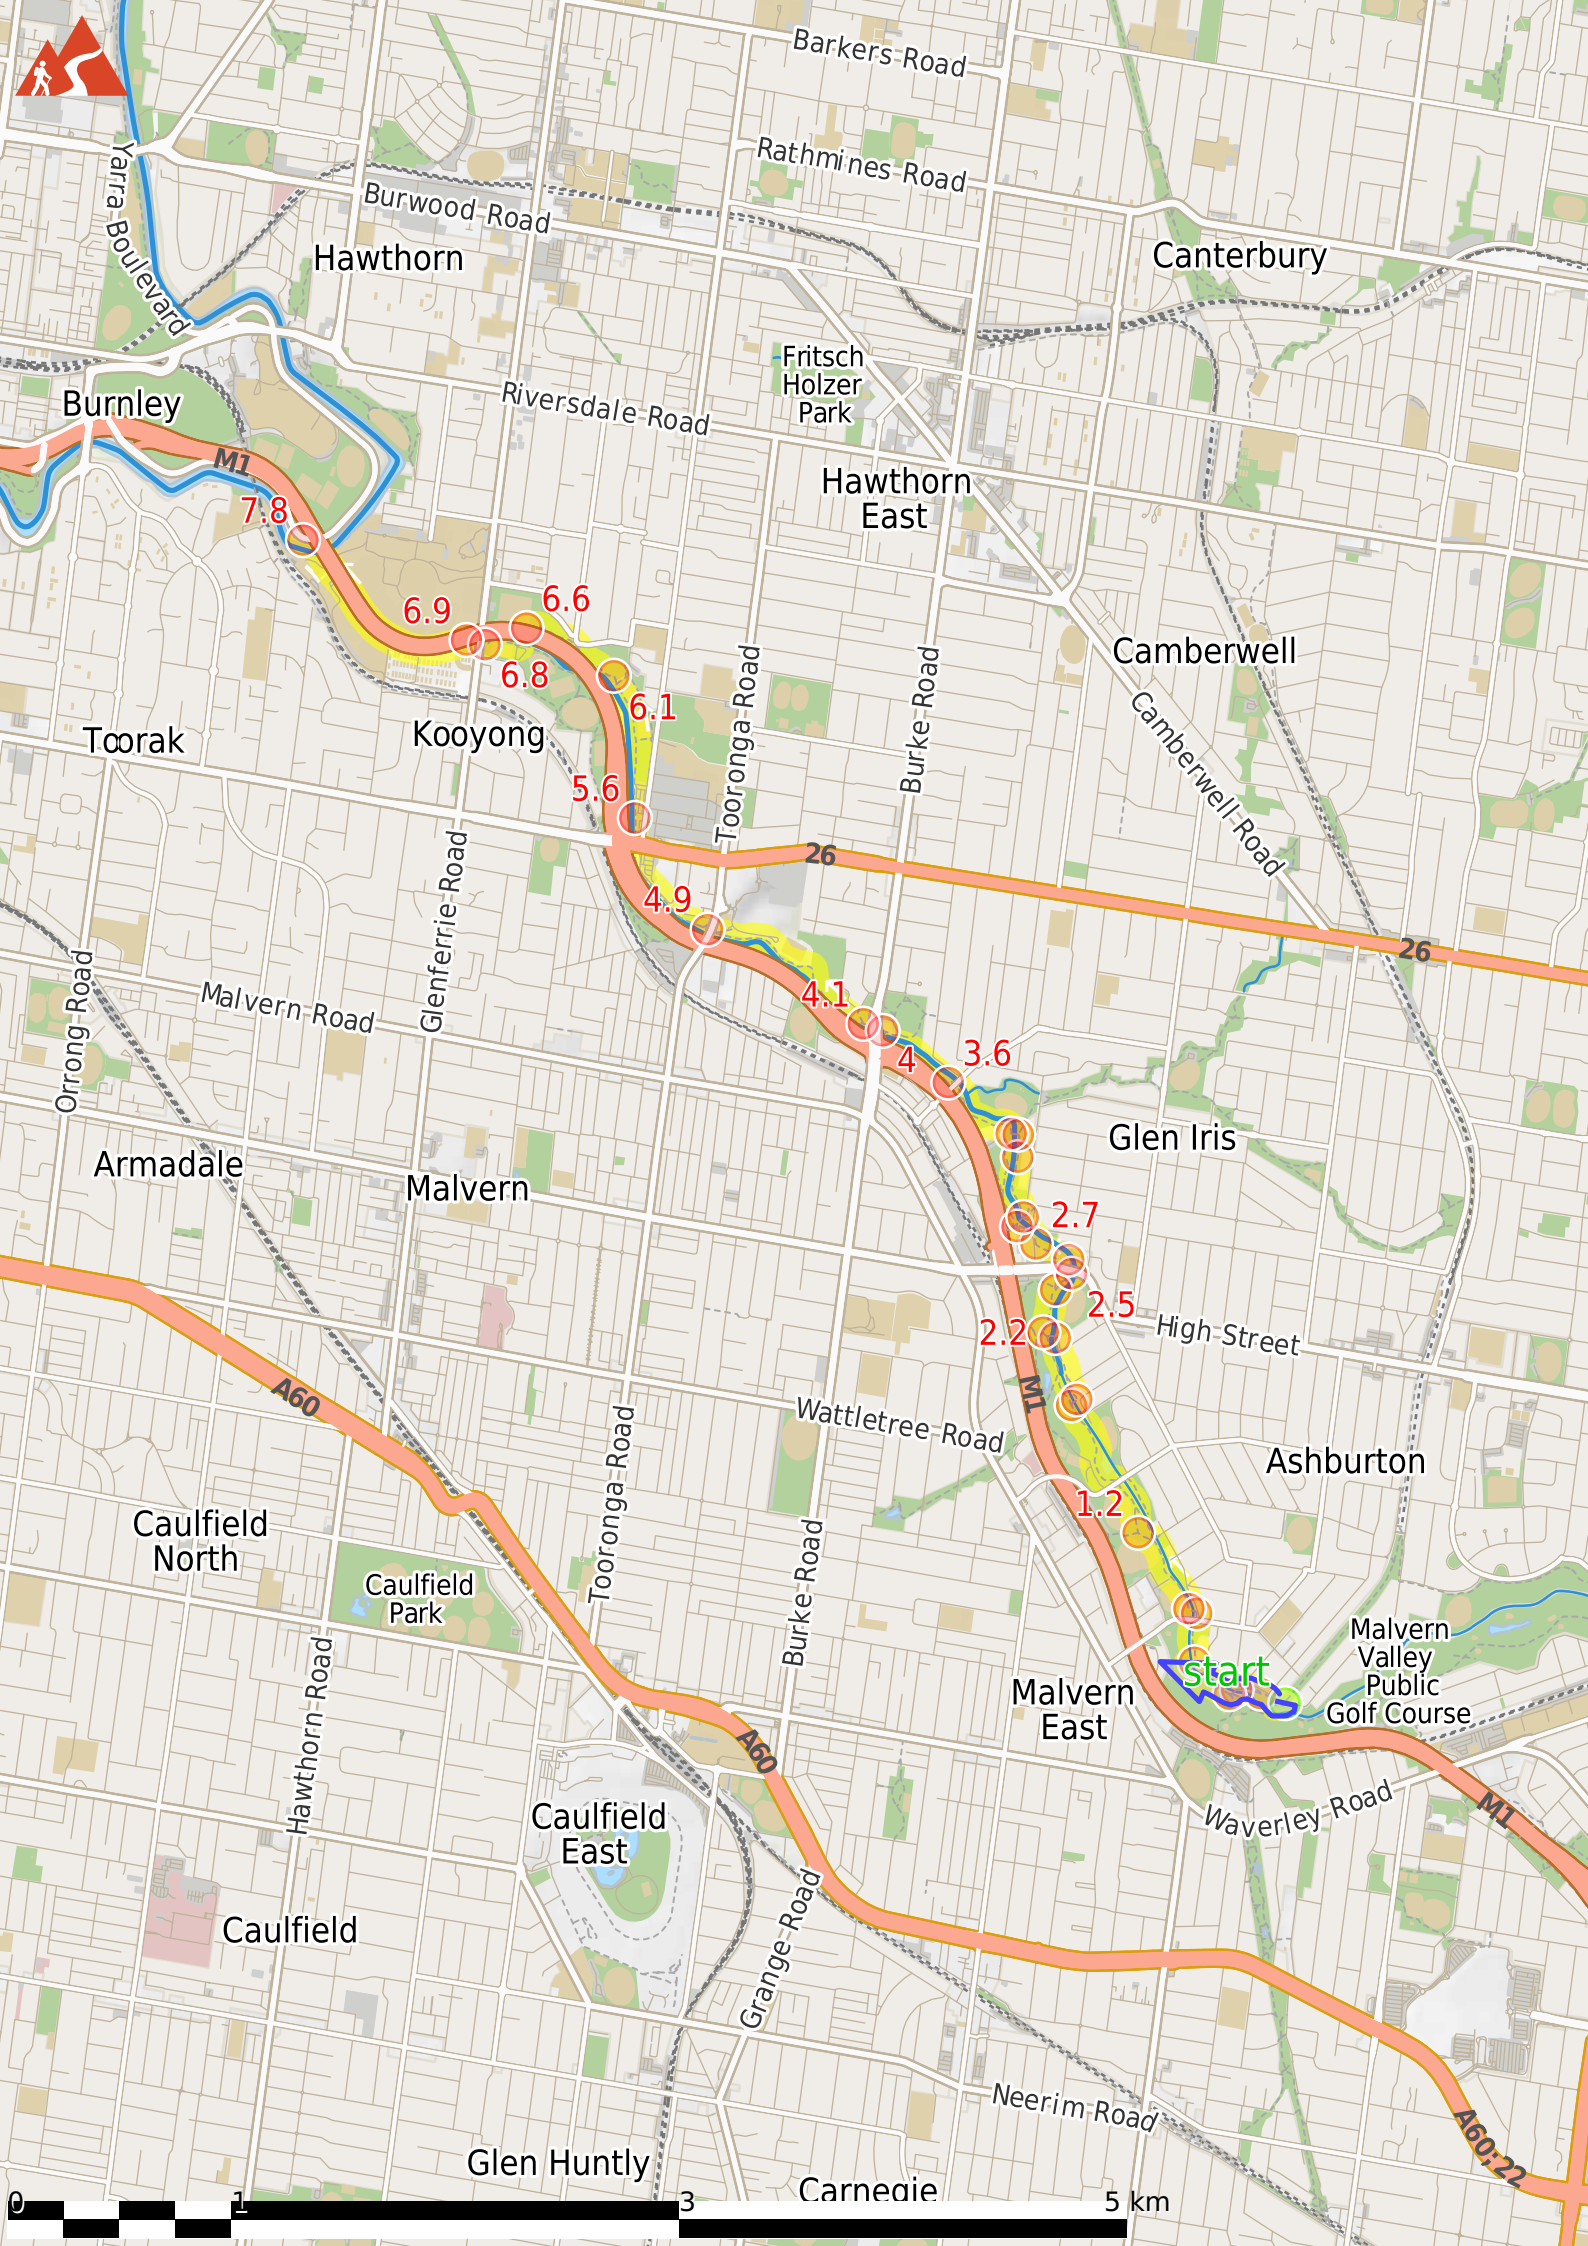 Barkers Road
Rathmines Road
Yarra Boulevard
Burwood Road
Hawthorn
Canterbury
Fritsch
Holzer
Park
Burnley
Riversdale Road
M1
Hawthorn
East
7.8
6.9
6.6
6.8
6.1
Camberwell
Toorak
Kooyong
Tooronga Road
Burke Road
Camberwell Road
5.6
26
4.9
26
Orrong Road
Malvern Road
Glenferrie Road
4.1
4
3.6
Glen Iris
Armadale
Malvern
2.7
2.5
2.2
High Street
A60
M1
Wattletree Road
Tooronga Road
Ashburton
1.2
Caulfield
North
Caulfield
Park
Burke Road
Hawthorn Road
start
Malvern
Valley
Public
Golf Course
Malvern
East
A60
Waverley Road
M1
Caulfield
East
Caulfield
Grange Road
Neerim Road
A60;22
Glen Huntly
Carnegie
0
1
3
5 km